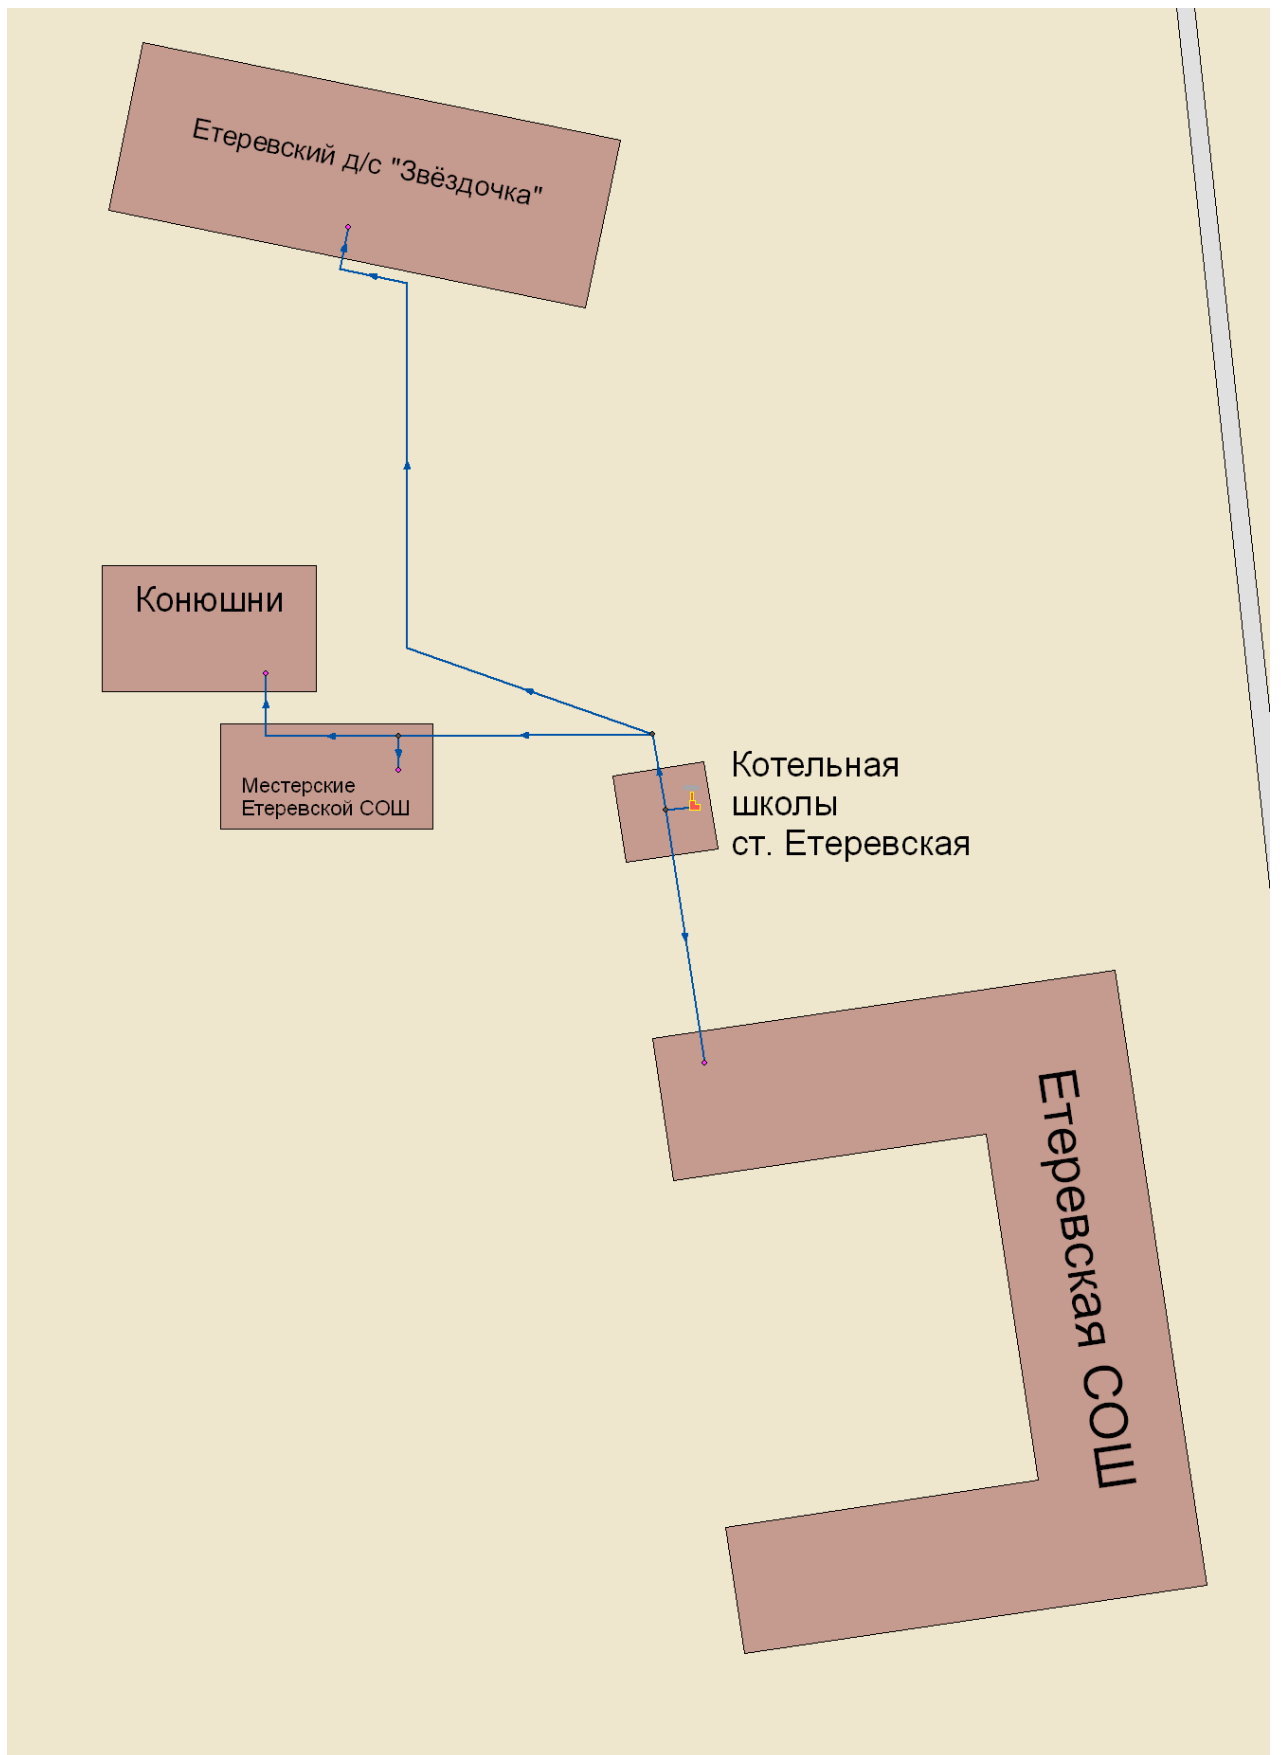 Етеревский д/с "Звёздочка"
Конюшни
Местерские
Етеревской СОШ
Котельная
школы
ст. Етеревская
Етеревская СОШ